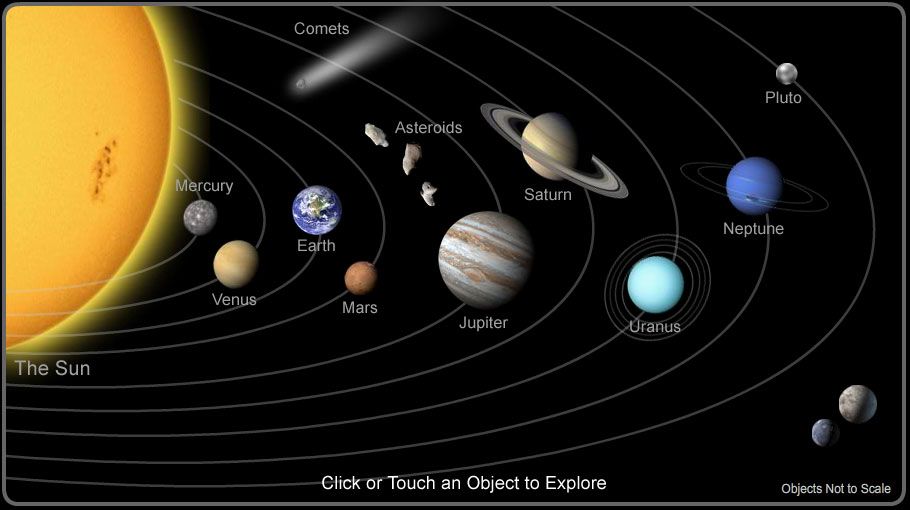 Comets
Pluto
Asteroids
Mercury
Saturn
Neptune
Earth
Venus
Mars
Jupiter
Uranus
The Sun
Click or Touch an Object to Explore
Objects Not to Scale